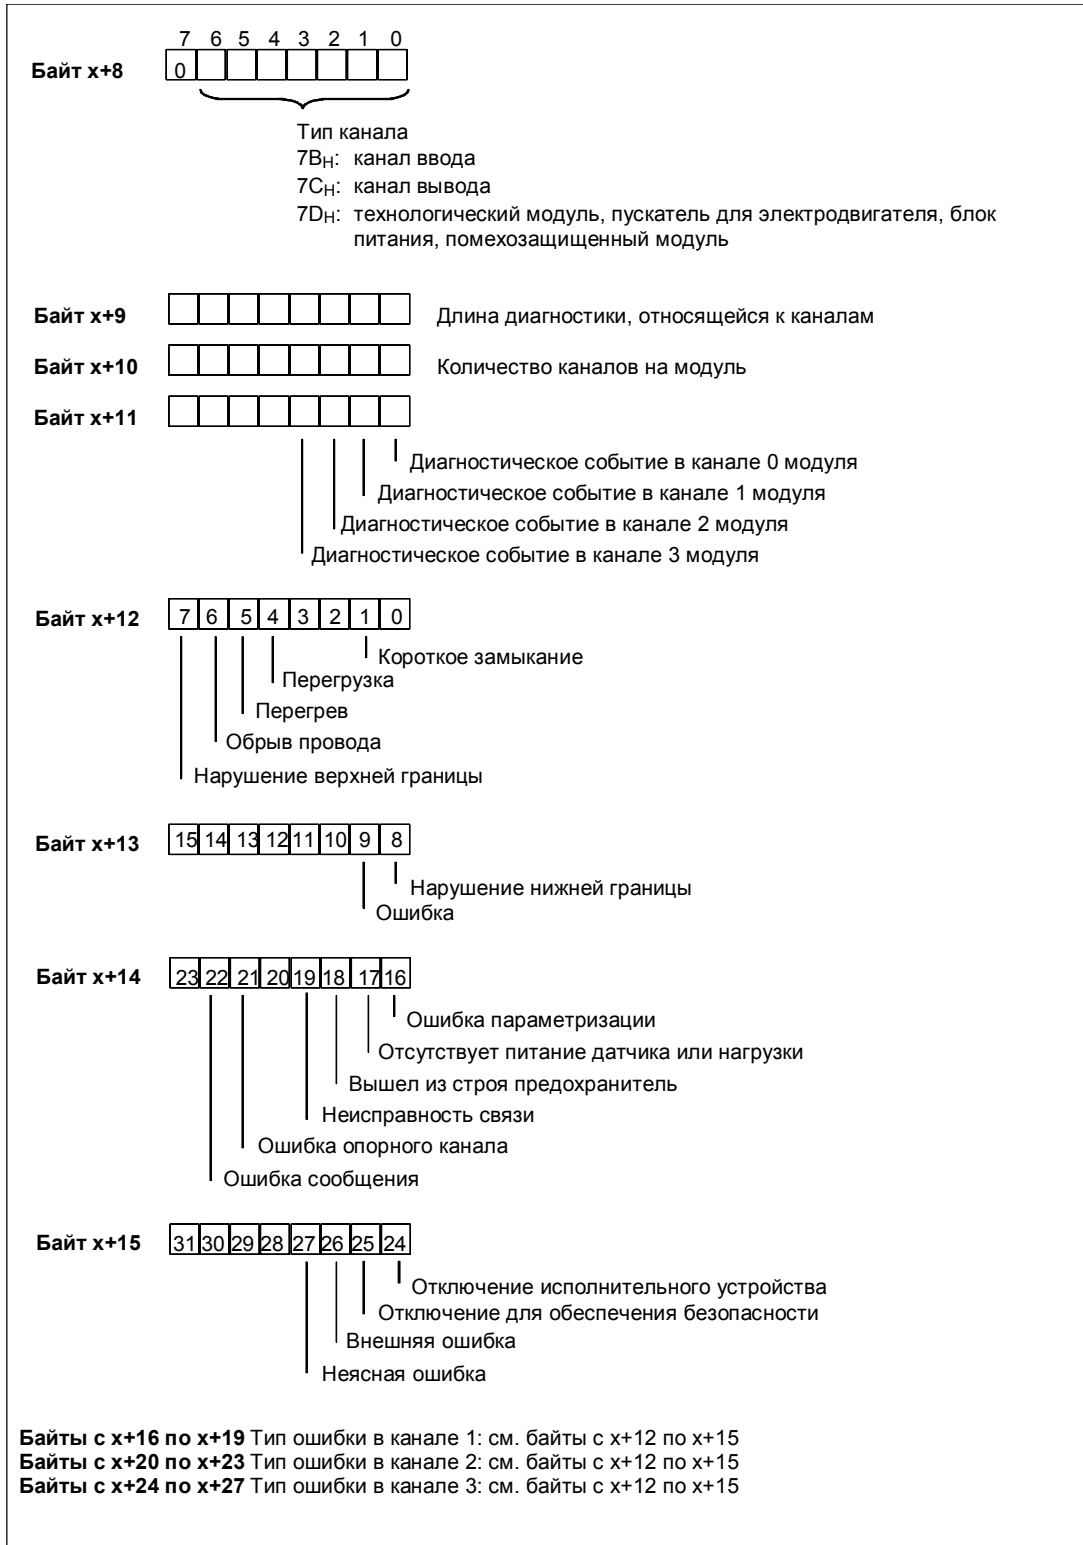 7 6 5 4 3 2 1 0
Байт x+8 0
Тип канала
7BH: канал ввода
7CH: канал вывода
7DH: технологический модуль, пускатель для электродвигателя, блок
питания, помехозащищенный модуль
Байт x+9 Длина диагностики, относящейся к каналам
Байт x+10 Количество каналов на модуль
Байт x+11
Диагностическое событие в канале 0 модуля
Диагностическое событие в канале 1 модуля
Диагностическое событие в канале 2 модуля
Диагностическое событие в канале 3 модуля
Байт x+12 7 6 5 4 3 2 1 0
Короткое замыкание
Перегрузка
Перегрев
Обрыв провода
Нарушение верхней границы
Байт x+13 15 14 13 12 11 10 9 8
Нарушение нижней границы
Ошибка
Байт x+14 23 22 21 20 19 18 17 16
Ошибка параметризации
Отсутствует питание датчика или нагрузки
Вышел из строя предохранитель
Неисправность связи
Ошибка опорного канала
Ошибка сообщения
Байт x+15 31 30 29 28 27 26 25 24
Отключение исполнительного устройства
Отключение для обеспечения безопасности
Внешняя ошибка
Неясная ошибка
Байты с x+16 по x+19 Тип ошибки в канале 1: см. байты с x+12 по x+15
Байты с x+20 по x+23 Тип ошибки в канале 2: см. байты с x+12 по x+15
Байты с x+24 по x+27 Тип ошибки в канале 3: см. байты с x+12 по x+15